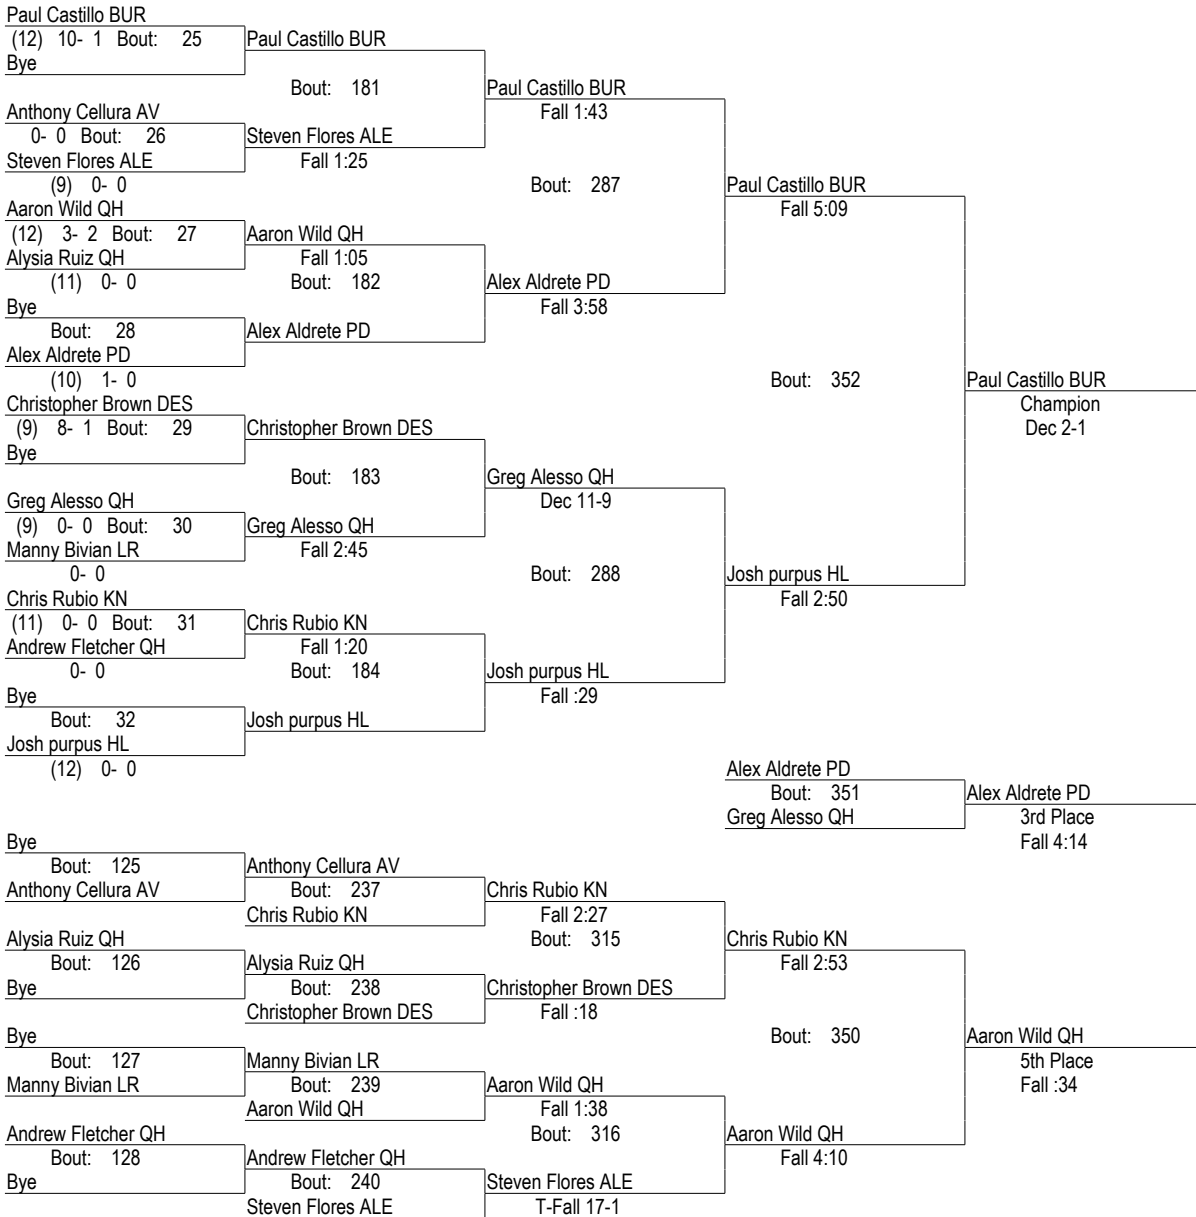 Paul Castillo BUR
(12) 10- 1 Bout: 25 Paul Castillo BUR
Bye
Bout: 181 Paul Castillo BUR
Anthony Cellura AV Fall 1:43
0- 0 Bout: 26 Steven Flores ALE
Steven Flores ALE Fall 1:25
(9) 0- 0 Bout: 287 Paul Castillo BUR
Aaron Wild QH Fall 5:09
(12) 3- 2 Bout: 27 Aaron Wild QH
Alysia Ruiz QH Fall 1:05
(11) 0- 0 Bout: 182 Alex Aldrete PD
Bye Fall 3:58
Bout: 28 Alex Aldrete PD
Alex Aldrete PD
(10) 1- 0 Bout: 352 Paul Castillo BUR
Christopher Brown DES Champion
(9) 8- 1 Bout: 29 Christopher Brown DES Dec 2-1
Bye
Bout: 183 Greg Alesso QH
Greg Alesso QH Dec 11-9
(9) 0- 0 Bout: 30 Greg Alesso QH
Manny Bivian LR Fall 2:45
0- 0 Bout: 288 Josh purpus HL
Chris Rubio KN Fall 2:50
(11) 0- 0 Bout: 31 Chris Rubio KN
Andrew Fletcher QH Fall 1:20
0- 0 Bout: 184 Josh purpus HL
Bye Fall :29
Bout: 32 Josh purpus HL
Josh purpus HL
(12) 0- 0 Alex Aldrete PD
Bout: 351 Alex Aldrete PD
Greg Alesso QH 3rd Place
Bye Fall 4:14
Bout: 125 Anthony Cellura AV
Anthony Cellura AV Bout: 237 Chris Rubio KN
Chris Rubio KN Fall 2:27
Alysia Ruiz QH Bout: 315 Chris Rubio KN
Bout: 126 Alysia Ruiz QH Fall 2:53
Bye Bout: 238 Christopher Brown DES
Christopher Brown DES Fall :18
Bye Bout: 350 Aaron Wild QH
Bout: 127 Manny Bivian LR 5th Place
Manny Bivian LR Bout: 239 Aaron Wild QH Fall :34
Aaron Wild QH Fall 1:38
Andrew Fletcher QH Bout: 316 Aaron Wild QH
Bout: 128 Andrew Fletcher QH Fall 4:10
Bye Bout: 240 Steven Flores ALE
Steven Flores ALE T-Fall 17-1